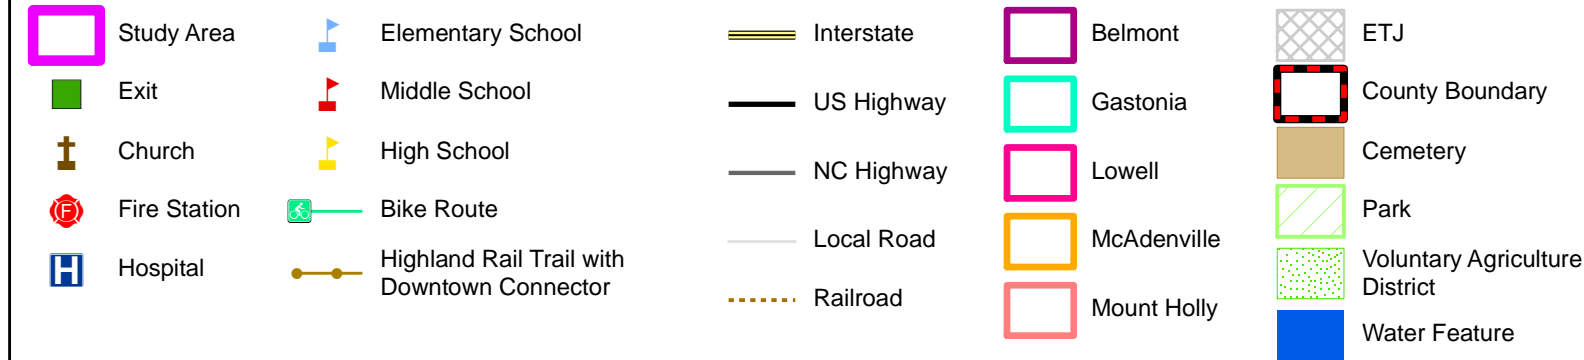 Study Area
Exit
Church
F
Fire Station
H
Hospital
Elementary School
Middle School
High School
Bike Route
Highland Rail Trail with
Downtown Connector
Interstate
US Highway
NC Highway
Local Road
Railroad
Belmont
Gastonia
Lowell
McAdenville
Mount Holly
ETJ
County Boundary
Cemetery
Park
Voluntary Agriculture
District
Water Feature